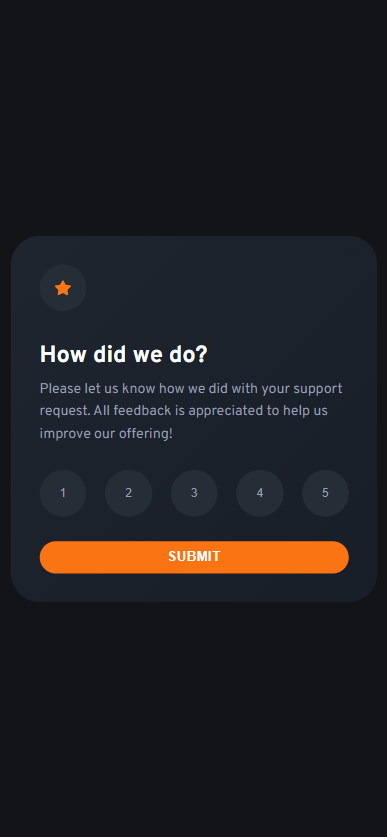 How did we do?
Please let us know how we did with your support
request. All feedback is appreciated to help us
improve our offering!
1 2 3 4 5
SUBMIT